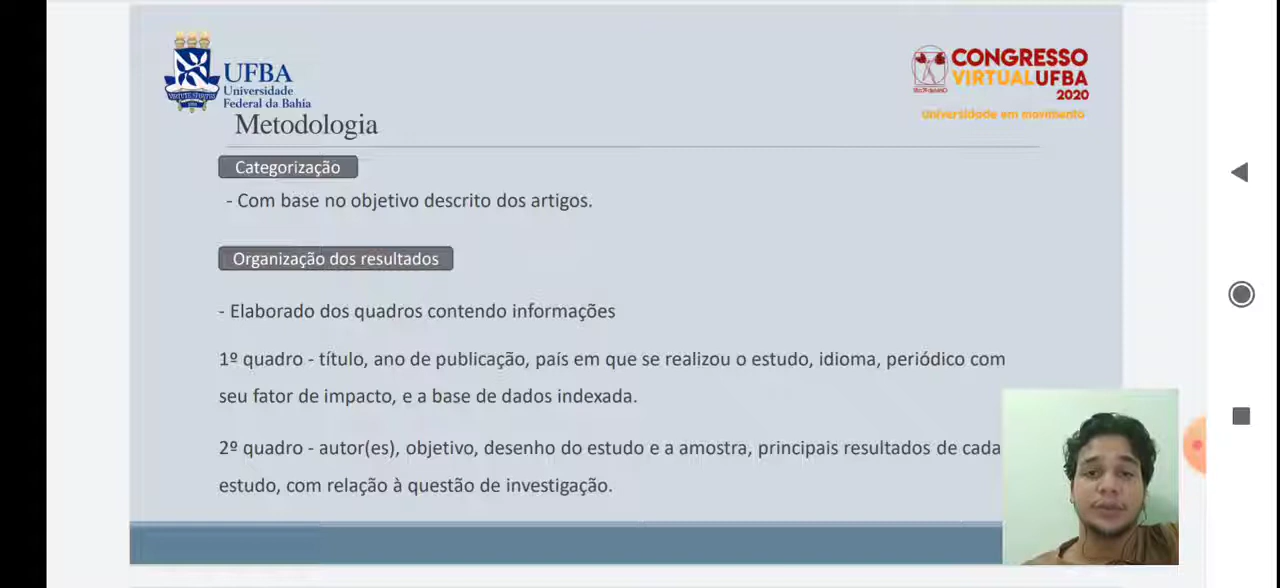 UFBA
Universidade
Federal da Bahia
CONGRESSO
VIRTUALUFBA
2020
Universidade em movimento
Metodologia
Categorização
- Com base no objetivo descrito dos artigos.
Organização dos resultados
- Elaborado dos quadros contendo informações
1º quadro - título, ano de publicação, país em que se realizou o estudo, idioma, periódico com
seu fator de impacto, e a base de dados indexada.
2º quadro - autor(es), objetivo, desenho do estudo e a amostra, principais resultados de cada
estudo, com relação à questão de investigação.